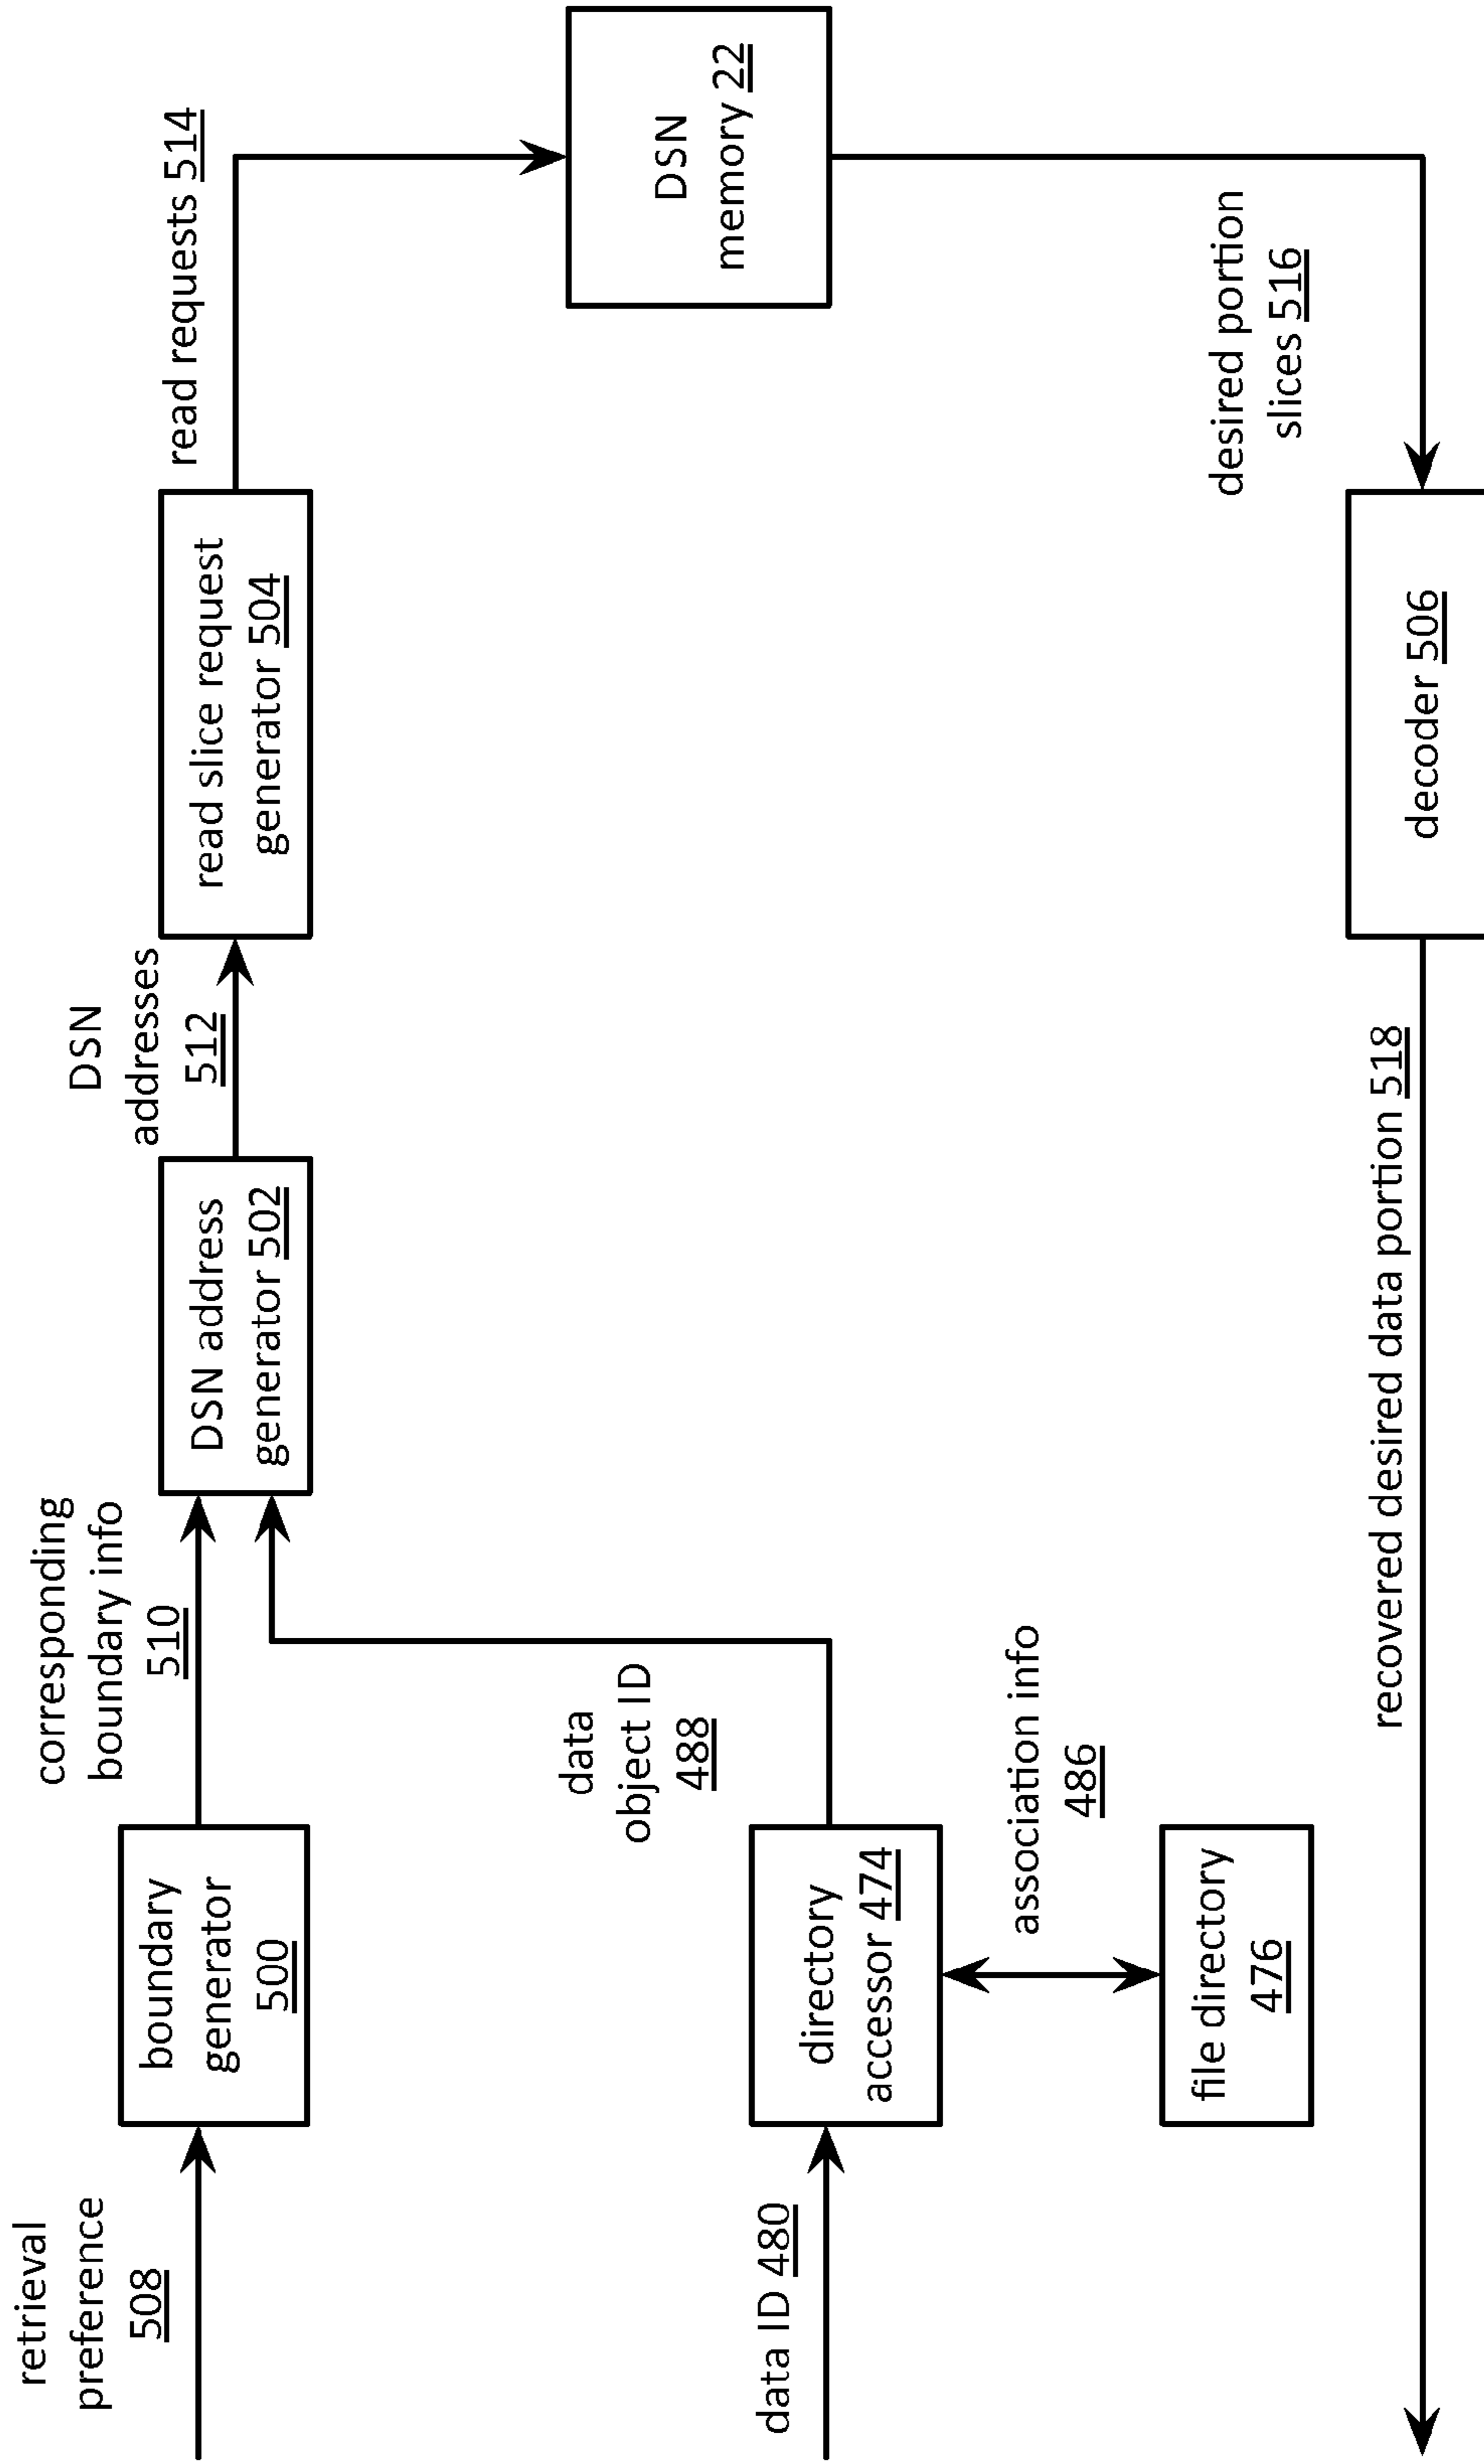 retrieval
preference
508
boundary
generator
500
corresponding
boundary info
510
DSN address
generator 502
DSN
addresses
512
read slice request
generator 504
read requests 514
DSN
memory 22
data ID 480
directory
accessor 474
data
object ID
488
association info
486
file directory
476
desired portion
slices 516
decoder 506
recovered desired data portion 518